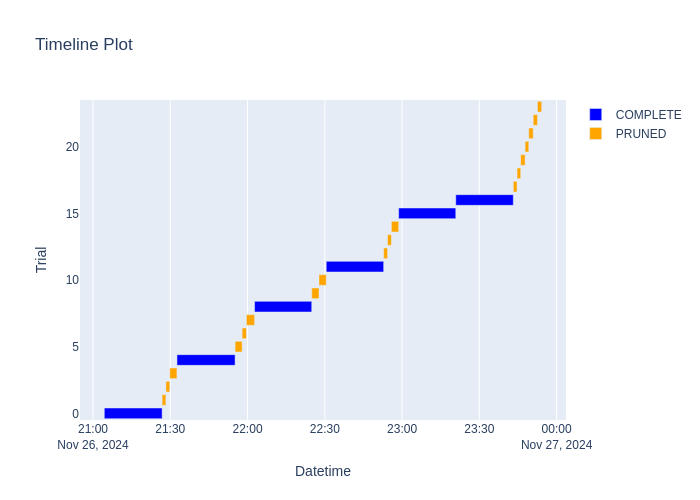 Timeline Plot
COMPLETE
PRUNED
20
15
10
5
0
Trial
21:00 21:30 22:00 22:30 23:00 23:30 00:00
Nov 26, 2024 Nov 27, 2024
Datetime